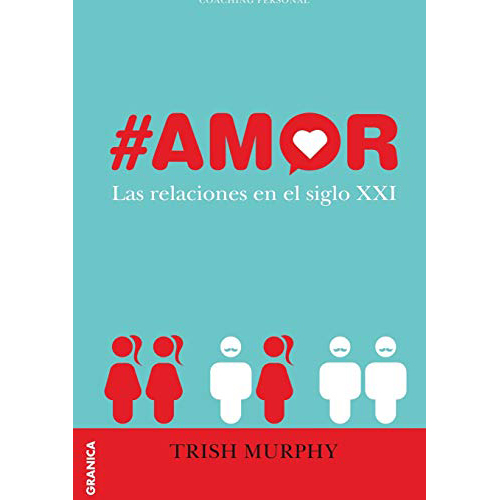 COACHING PERSONAL
#AMOR
Las relaciones en el siglo XXI
TRISH MURPHY
GRANICA